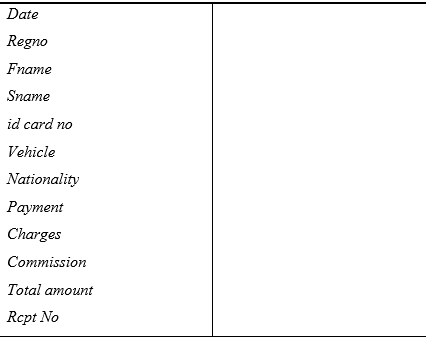 Date
Regno
Fname
Sname
id card no
Vehicle
Nationality
Payment
Charges
Commission
Total amount
Rcpt No